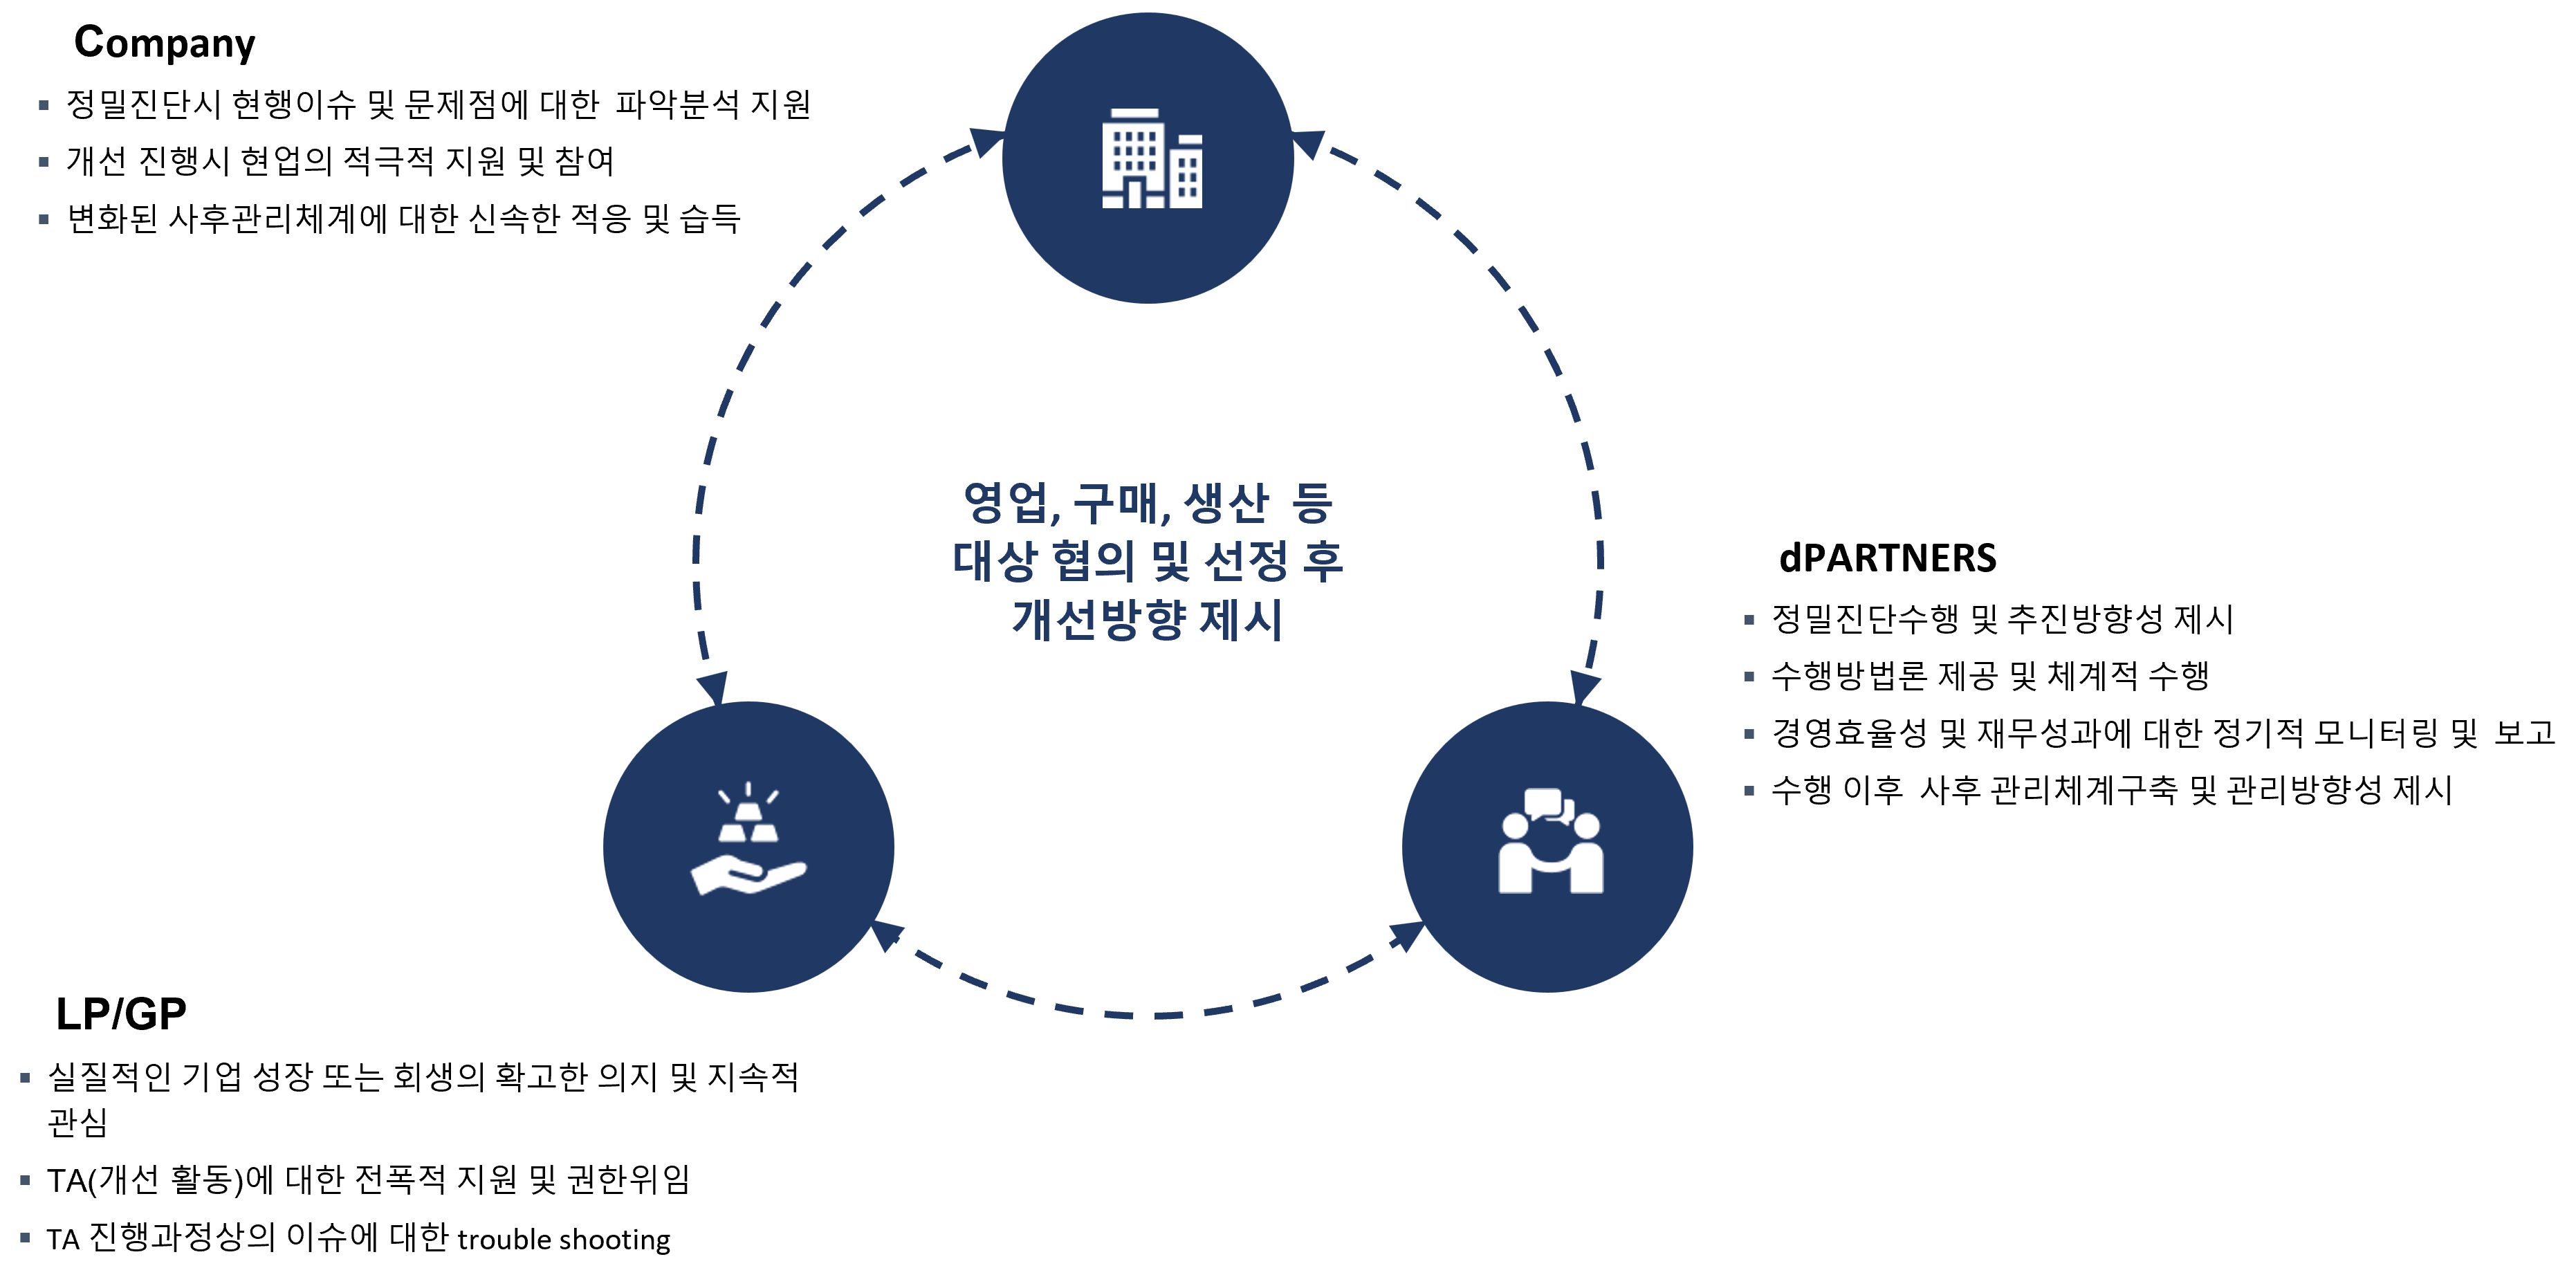 Company
▪ 정밀진단시 현행이슈 및 문제점에 대한 파악분석 지원
▪ 개선 진행시 현업의 적극적 지원 및 참여
▪ 변화된 사후관리체계에 대한 신속한 적응 및 습득
영업, 구매, 생산 등
대상 협의 및 선정 후
개선방향 제시
dPARTNERS
▪ 정밀진단수행 및 추진방향성 제시
▪ 수행방법론 제공 및 체계적 수행
▪ 경영효율성 및 재무성과에 대한 정기적 모니터링 및 보고
▪ 수행 이후 사후 관리체계구축 및 관리방향성 제시
LP/GP
▪ 실질적인 기업 성장 또는 회생의 확고한 의지 및 지속적
관심
▪ TA(개선 활동)에 대한 전폭적 지원 및 권한위임
▪ TA 진행과정상의 이슈에 대한 trouble shooting